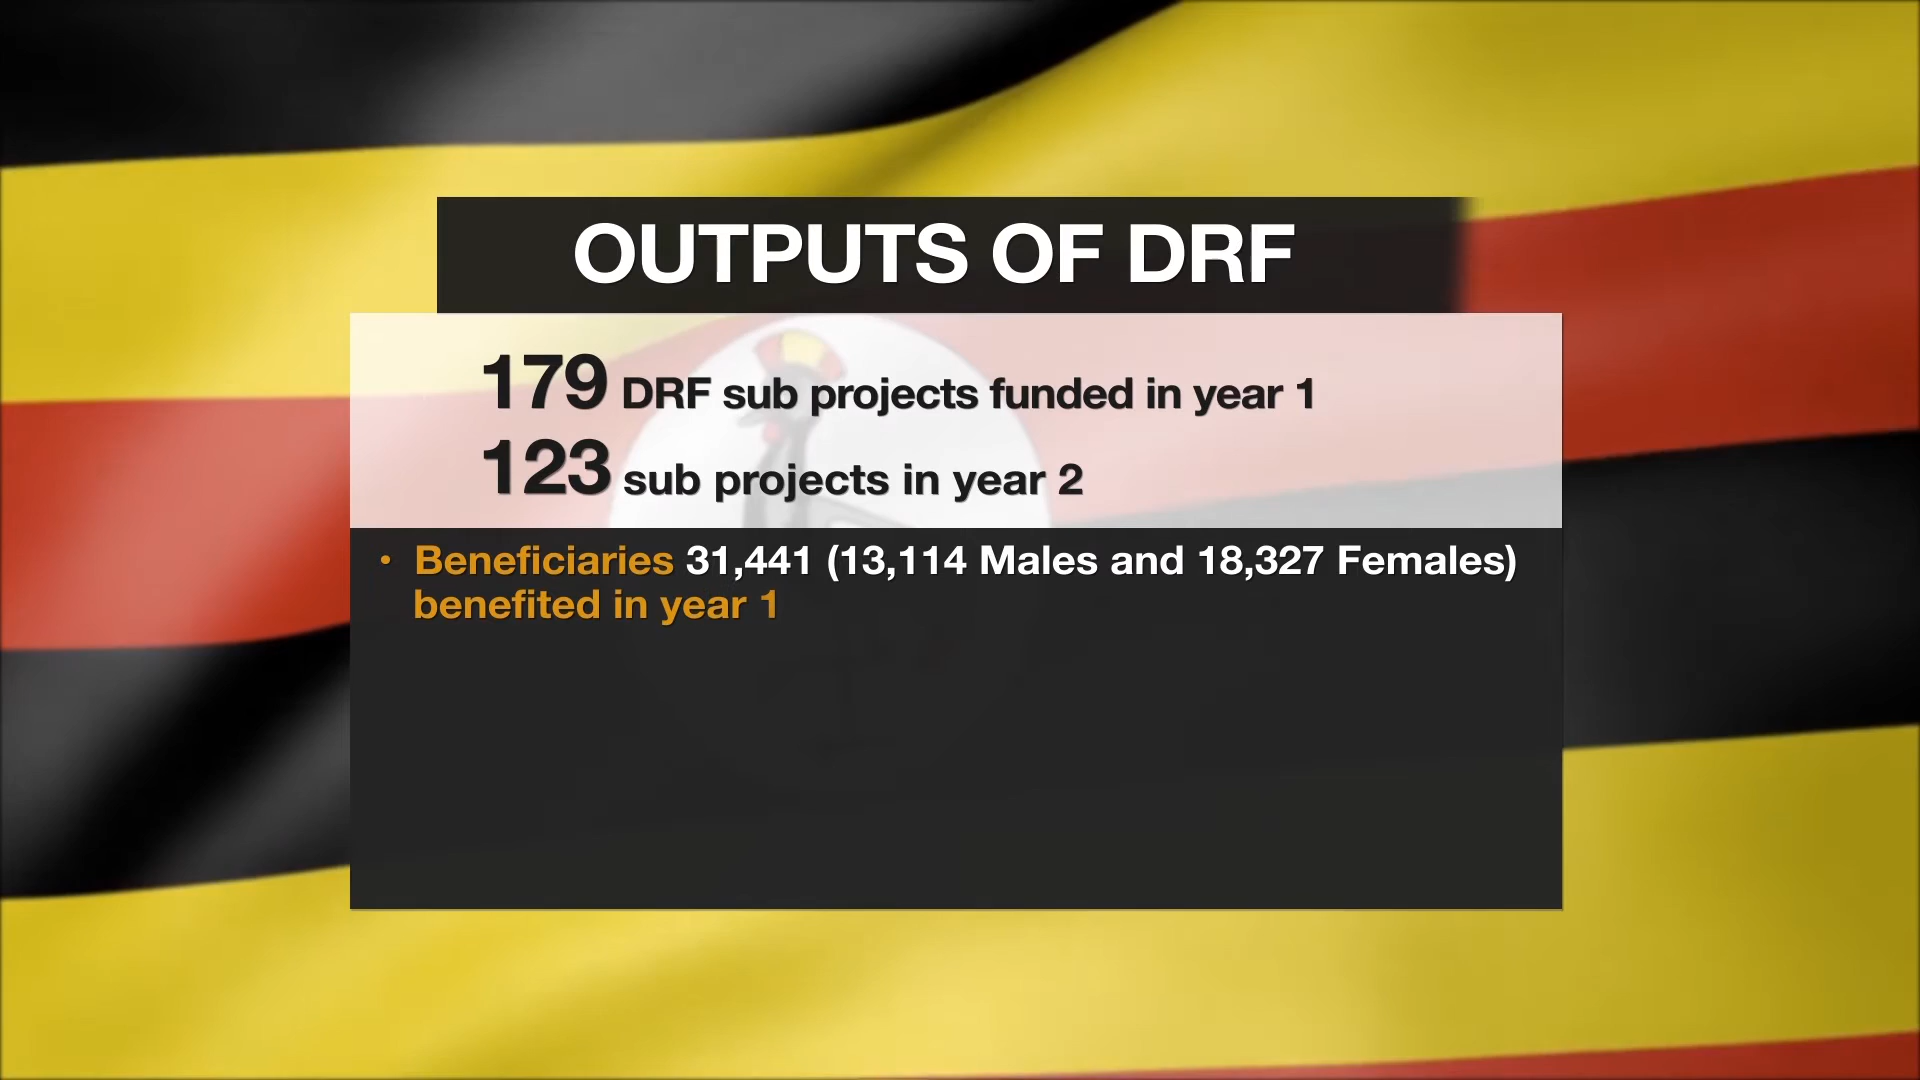 OUTPUTS OF DRF
179 DRF sub projects funded in year 1
123 sub projects in year 2
• Beneficiaries 31,441 (13,114 Males and 18,327 Females)
benefited in year 1